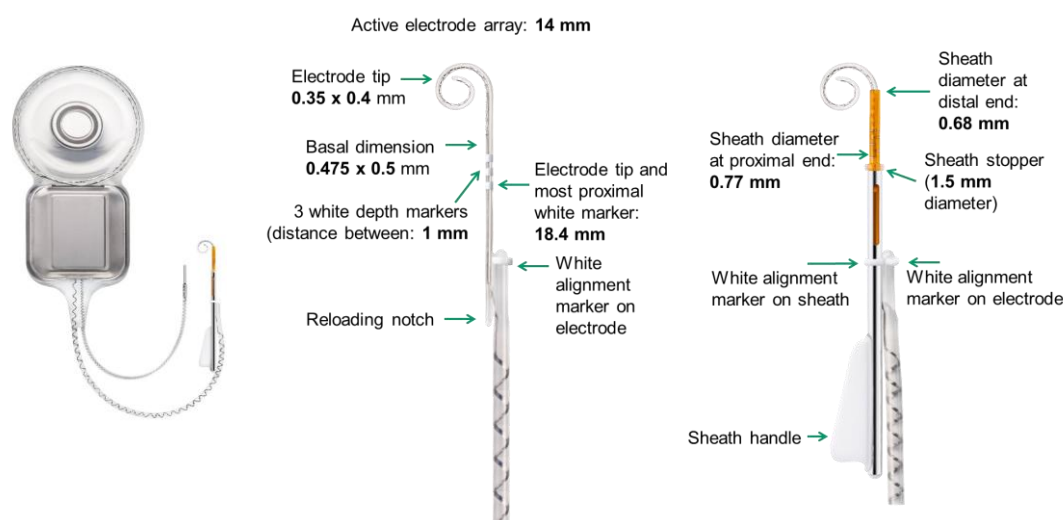 Active electrode array: 14 mm
Electrode tip
0.35 x 0.4 mm
Basal dimension
0.475 x 0.5 mm
3 white depth markers
(distance between: 1 mm
Electrode tip and
most proximal
white marker:
18.4 mm
White
alignment
marker on
electrode
Reloading notch
Sheath
diameter at
distal end:
0.68 mm
Sheath diameter
at proximal end:
0.77 mm
Sheath stopper
(1.5 mm
diameter)
White alignment
marker on sheath
White alignment
marker on electrode
Sheath handle